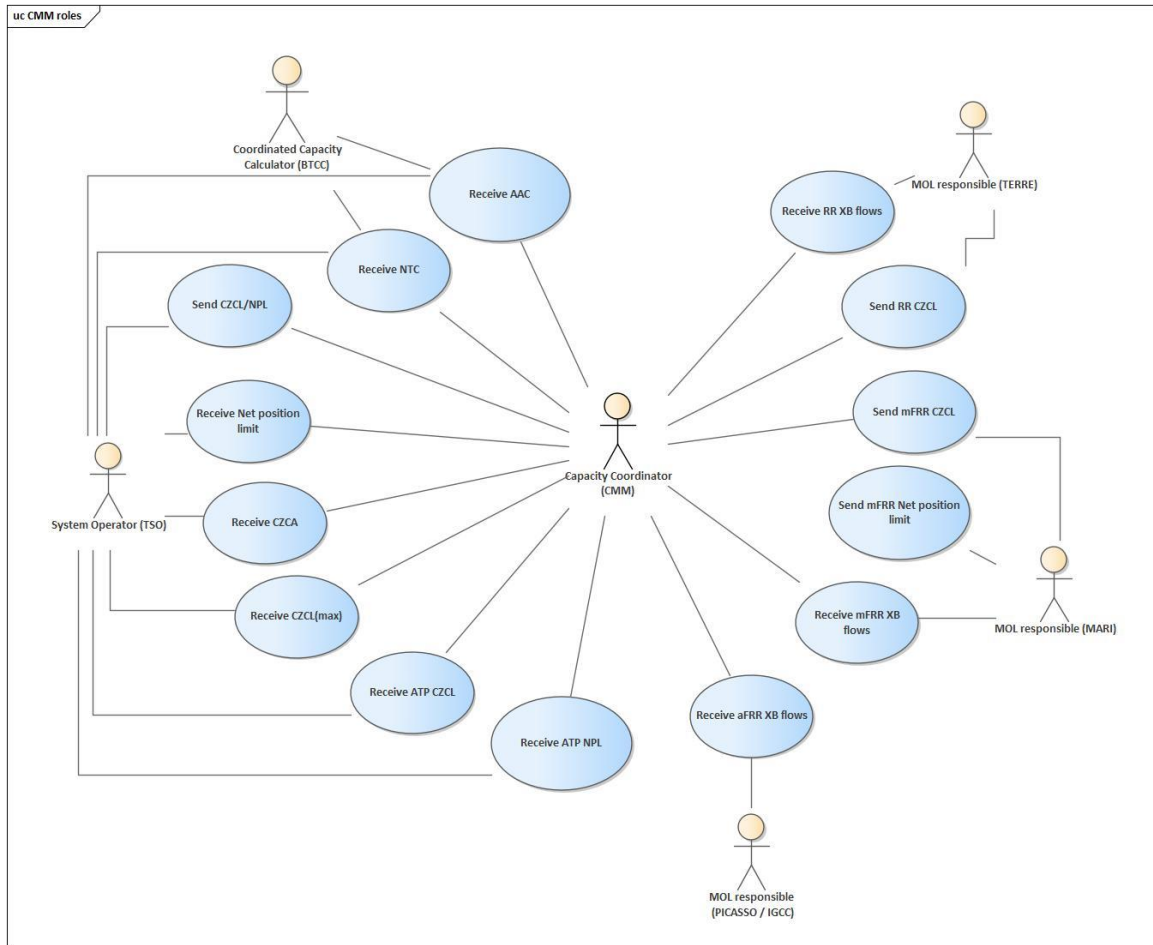 uc CMM roles
Coordinated Capacity
Calculator (BTCC)
MOL responsible (TERRE)
Receive AAC
Receive RR XB flows
Receive NTC
Send CZCL/NPL
Send RR CZCL
Receive Net position
limit
Send mFRR CZCL
Capacity Coordinator
(CMM)
System Operator (TSO)
Receive CZCA
Send mFRR Net position
limit
Receive CZCL(max)
Receive mFRR XB
flows
MOL responsible (MARI)
Receive ATP CZCL
Receive aFRR XB flows
Receive ATP NPL
MOL responsible
(PICASSO / IGCC)